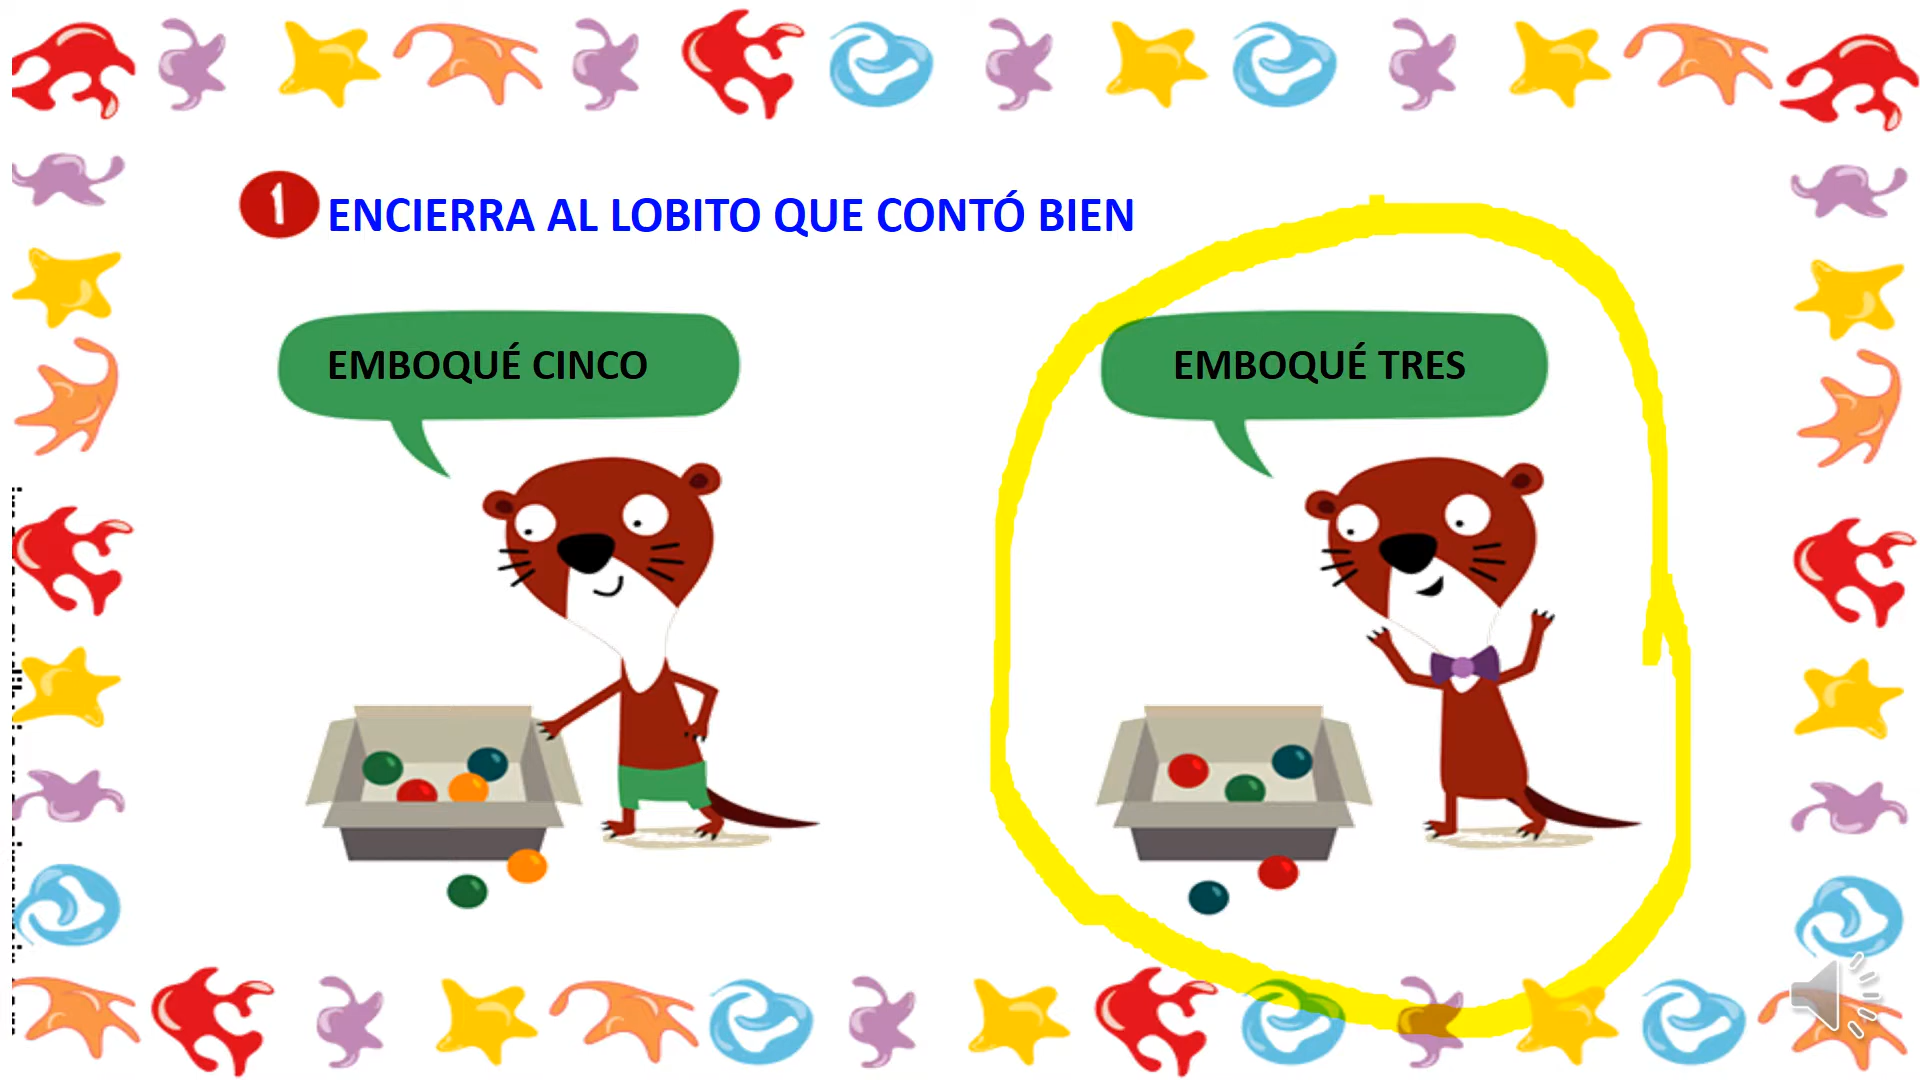 1 ENCIERRA AL LOBITO QUE CONTÓ BIEN
EMBOQUÉ CINCO
EMBOQUÉ TRES